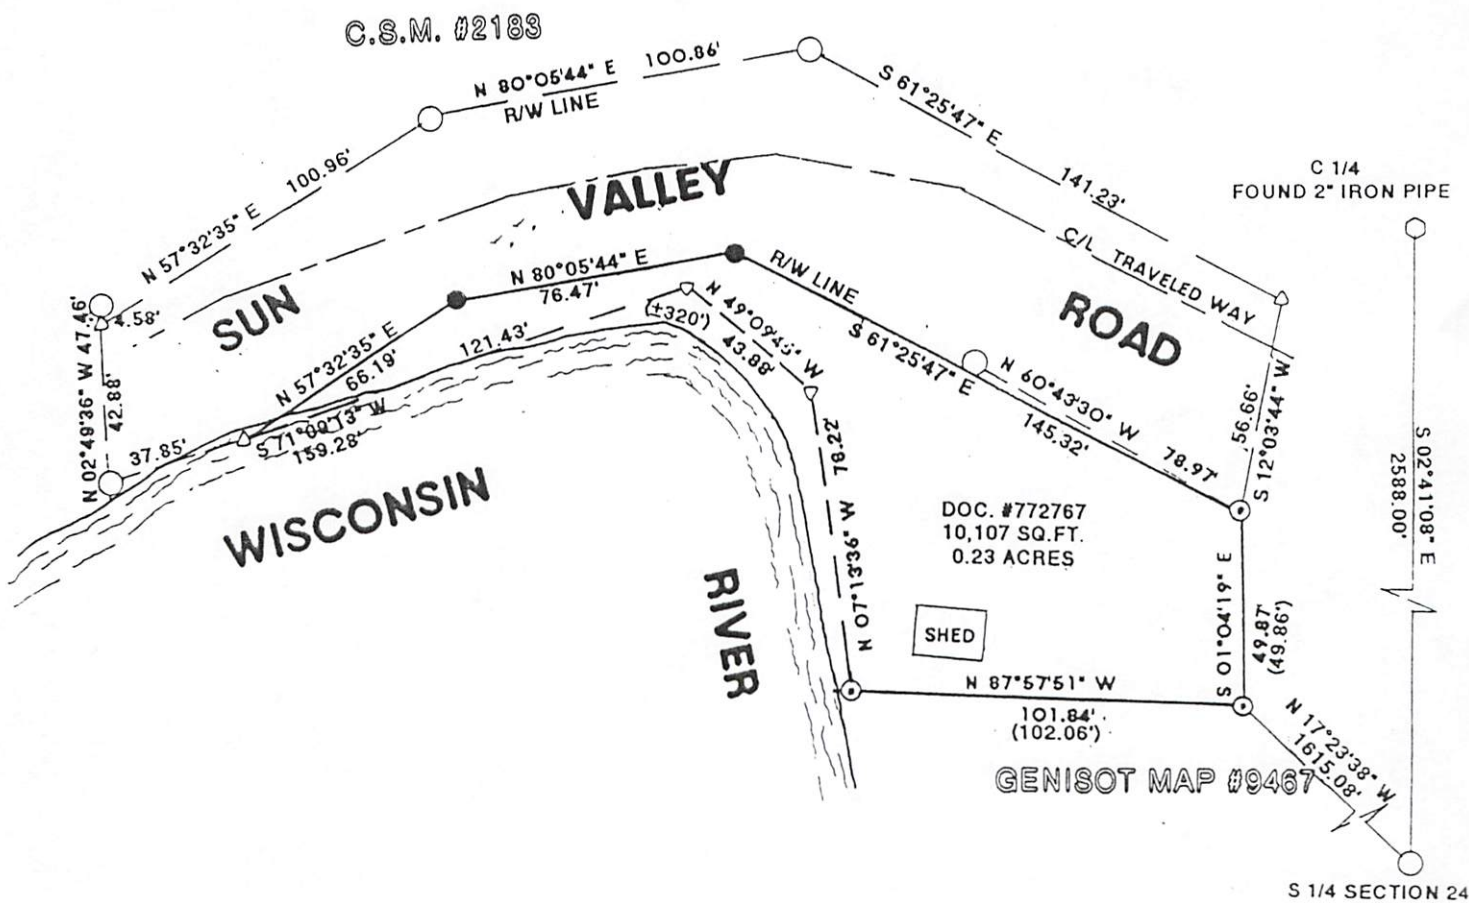 C.S.M. #2183
N 80°05'44" E 100.86'
R/W LINE
S 61°25'47" E
141.23'
N 57°32'35" E 100.96'
C 1/4
FOUND 2" IRON PIPE
SUN VALLEY ROAD
C/L TRAVELED WAY
N 80°05'44" E
76.47'
R/W LINE
S 61°25'47" E
145.32'
N 60°43'30" W 78.97'
56.66'
S 12°03'44" W
N 02°49'36" W 47.46'
4.58'
42.88'
37.85'
N 57°32'35" E
66.19'
121.43'
(±320')
N 49°09'45" W
43.88'
159.28'
N 07°13'36" W 78.22'
WISCONSIN RIVER
DOC. #772767
10,107 SQ.FT.
0.23 ACRES
SHED
S 01°04'19" E
49.87'
(49.86')
N 87°57'51" W
101.84'
(102.06')
GENISOT MAP #9467
N 17°23'38" W
1615.08'
S 02°41'08" E
2588.00'
S 1/4 SECTION 24